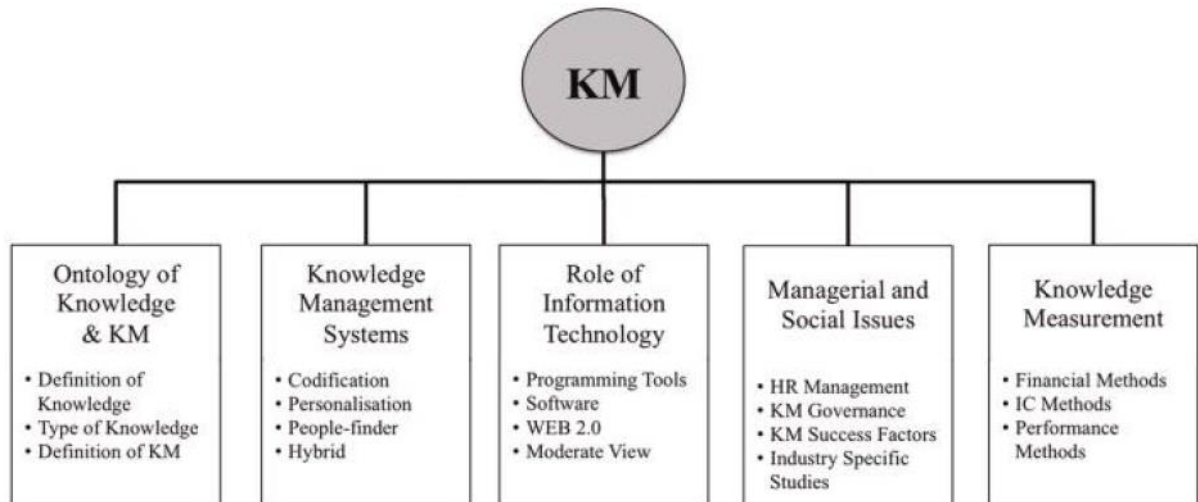 KM
Ontology of
Knowledge
& KM
• Definition of
Knowledge
• Type of Knowledge
• Definition of KM
Knowledge
Management
Systems
• Codification
• Personalisation
• People-finder
• Hybrid
Role of
Information
Technology
• Programming Tools
• Software
• WEB 2.0
• Moderate View
Managerial and
Social Issues
• HR Management
• KM Governance
• KM Success Factors
• Industry Specific
Studies
Knowledge
Measurement
• Financial Methods
• IC Methods
• Performance
Methods